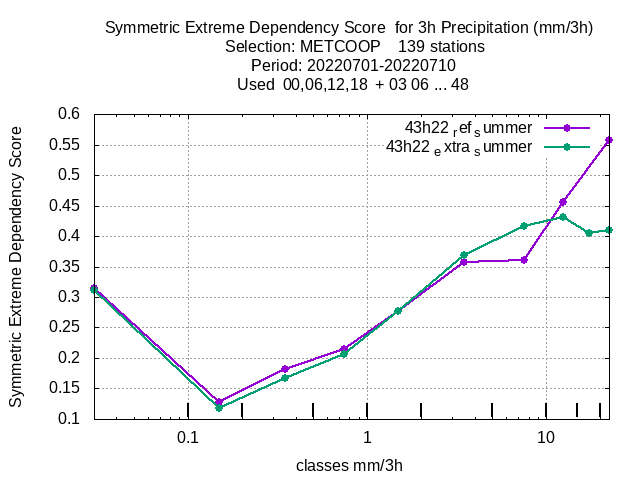 Symmetric Extreme Dependency Score for 3h Precipitation (mm/3h)
Selection: METCOOP 139 stations
Period: 20220701-20220710
Used 00,06,12,18 + 03 06 ... 48
43h22 ref summer
43h22 extra summer
Symmetric Extreme Dependency Score
0.6
0.55
0.5
0.45
0.4
0.35
0.3
0.25
0.2
0.15
0.1
0.1 1 10
classes mm/3h